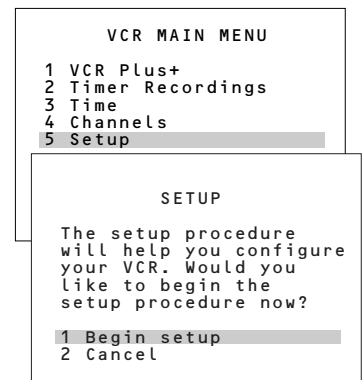 VCR MAIN MENU
1 VCR Plus+
2 Timer Recordings
3 Time
4 Channels
5 Setup
SETUP
The setup procedure
will help you configure
your VCR. Would you
like to begin the
setup procedure now?
1 Begin setup
2 Cancel